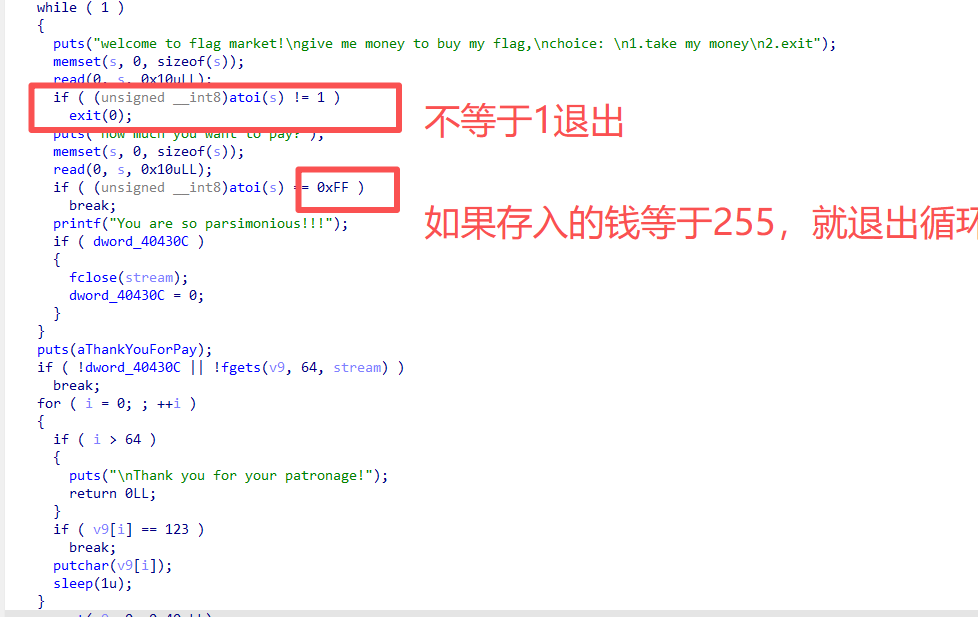 while ( 1 )
{
puts("welcome to flag market!\ngive me money to buy my flag,\nchoice: \n1.take my money\n2.exit");
memset(s, 0, sizeof(s));
read(0, s, 0x10uLL);
if ( (unsigned __int8)atoi(s) != 1 )
exit(0);
不等于1退出
puts("how much you want to pay?");
memset(s, 0, sizeof(s));
read(0, s, 0x10uLL);
if ( (unsigned __int8)atoi(s) == 0xFF )
break;
printf("You are so parsimonious!!!");
如果存入的钱等于255，就退出循环
if ( dword_40430C )
{
fclose(stream);
dword_40430C = 0;
}
}
puts(aThankYouForPay);
if ( !dword_40430C || !fgets(v9, 64, stream) )
break;
for ( i = 0; ; ++i )
{
if ( i > 64 )
{
puts("\nThank you for your patronage!");
return 0LL;
}
if ( v9[i] == 123 )
break;
putchar(v9[i]);
sleep(1u);
}